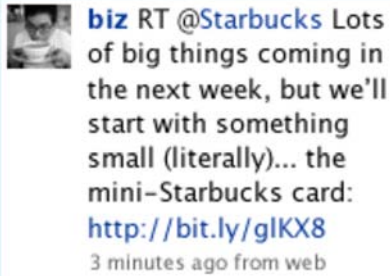 biz RT @Starbucks Lots
of big things coming in
the next week, but we'll
start with something
small (literally)... the
mini-Starbucks card:
http://bit.ly/glKX8
3 minutes ago from web